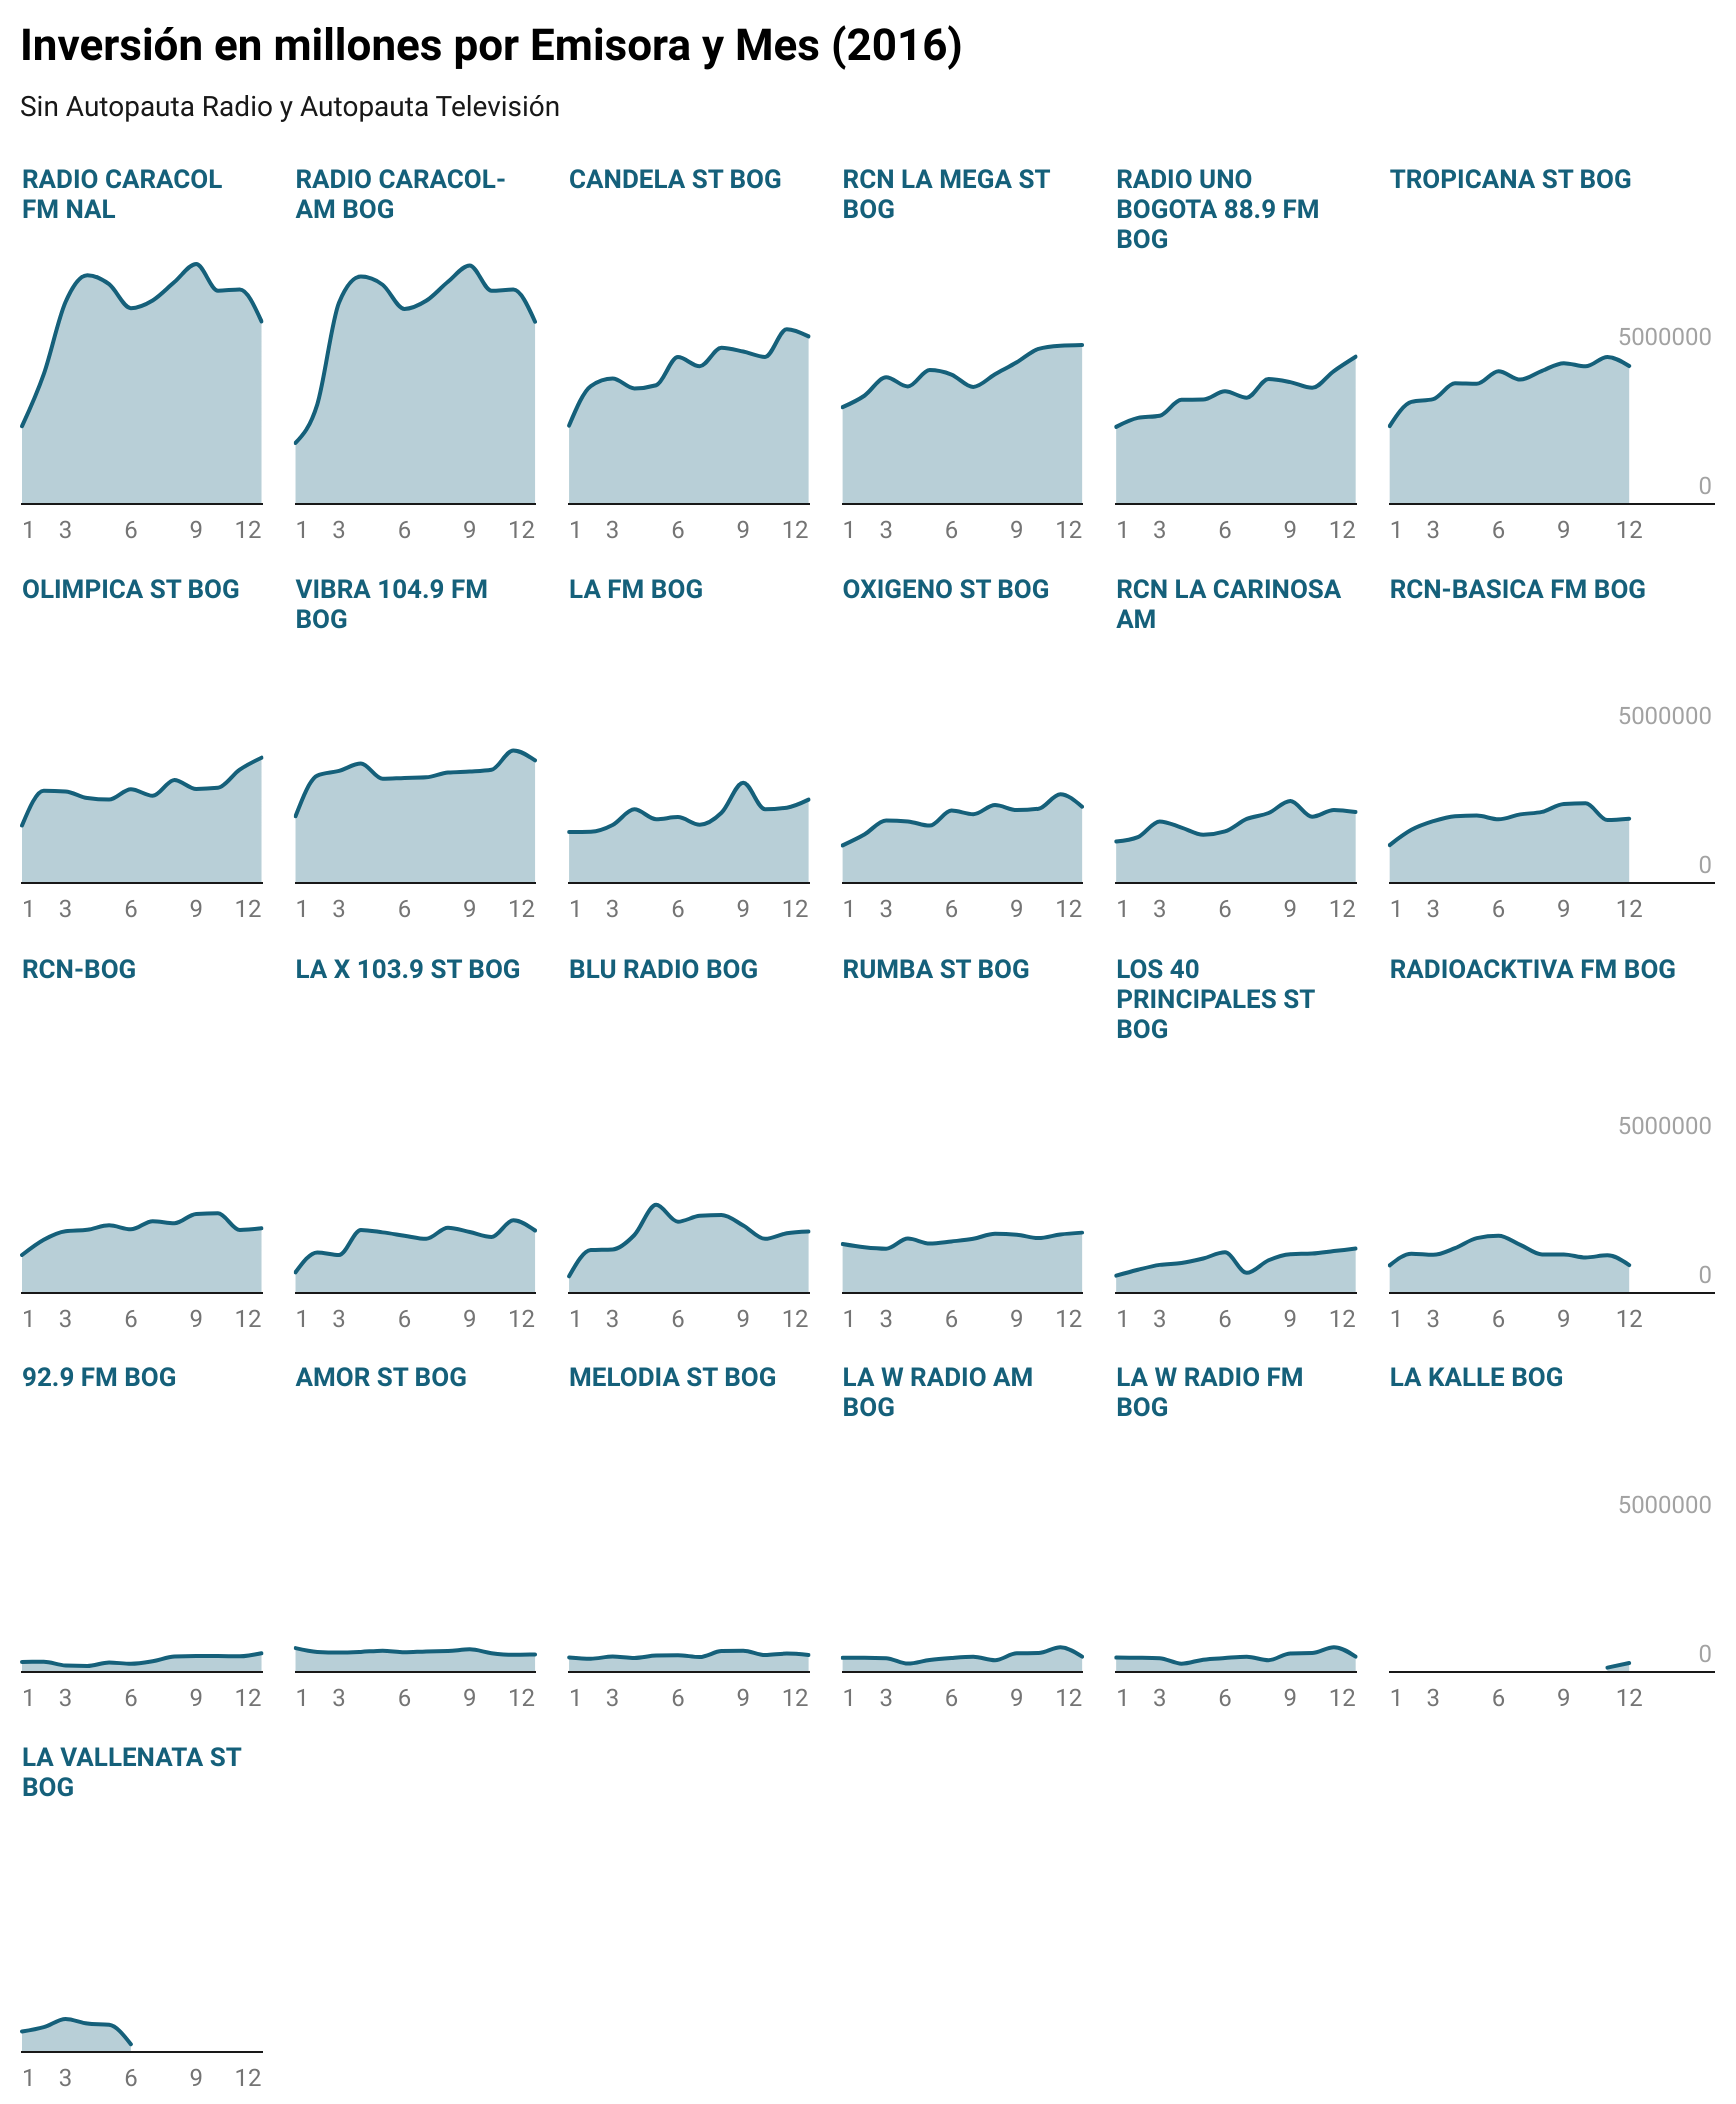 Inversión en millones por Emisora y Mes (2016)
Sin Autopauta Radio y Autopauta Televisión
RADIO CARACOL
FM NAL
RADIO CARACOL-
AM BOG
CANDELA ST BOG
RCN LA MEGA ST
BOG
RADIO UNO
BOGOTA 88.9 FM
BOG
TROPICANA ST BOG
5000000
0
1 3 6 9 12
1 3 6 9 12
1 3 6 9 12
1 3 6 9 12
1 3 6 9 12
1 3 6 9 12
OLIMPICA ST BOG
VIBRA 104.9 FM
BOG
LA FM BOG
OXIGENO ST BOG
RCN LA CARINOSA
AM
RCN-BASICA FM BOG
5000000
0
1 3 6 9 12
1 3 6 9 12
1 3 6 9 12
1 3 6 9 12
1 3 6 9 12
1 3 6 9 12
RCN-BOG
LA X 103.9 ST BOG
BLU RADIO BOG
RUMBA ST BOG
LOS 40
PRINCIPALES ST
BOG
RADIOACKTIVA FM BOG
5000000
0
1 3 6 9 12
1 3 6 9 12
1 3 6 9 12
1 3 6 9 12
1 3 6 9 12
1 3 6 9 12
92.9 FM BOG
AMOR ST BOG
MELODIA ST BOG
LA W RADIO AM
BOG
LA W RADIO FM
BOG
LA KALLE BOG
5000000
0
1 3 6 9 12
1 3 6 9 12
1 3 6 9 12
1 3 6 9 12
1 3 6 9 12
1 3 6 9 12
LA VALLENATA ST
BOG
1 3 6 9 12